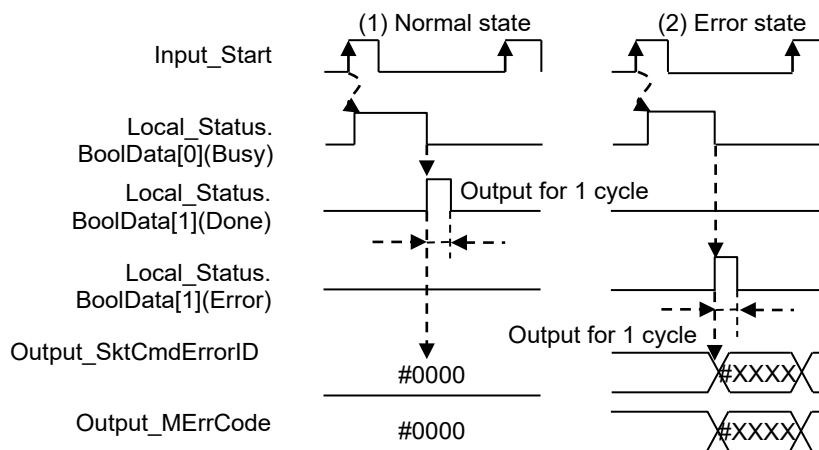 (1) Normal state
(2) Error state
Input_Start
Local_Status.
BoolData[0](Busy)
Local_Status.
BoolData[1](Done)
Output for 1 cycle
Local_Status.
BoolData[1](Error)
Output for 1 cycle
Output_SktCmdErrorID
#0000
#XXXX
Output_MErrCode
#0000
#XXXX